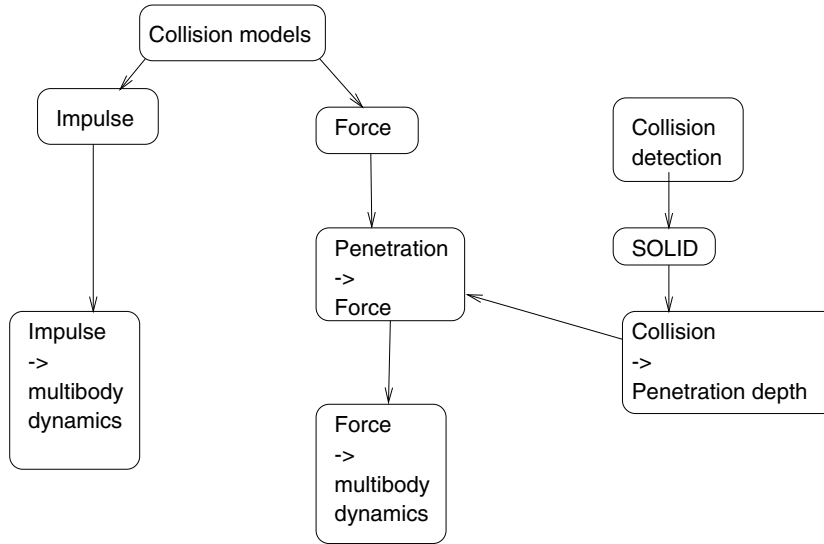 Collision models
Impulse
Force
Collision
detection
Penetration
->
Force
SOLID
Impulse
->
multibody
dynamics
Collision
->
Penetration depth
Force
->
multibody
dynamics